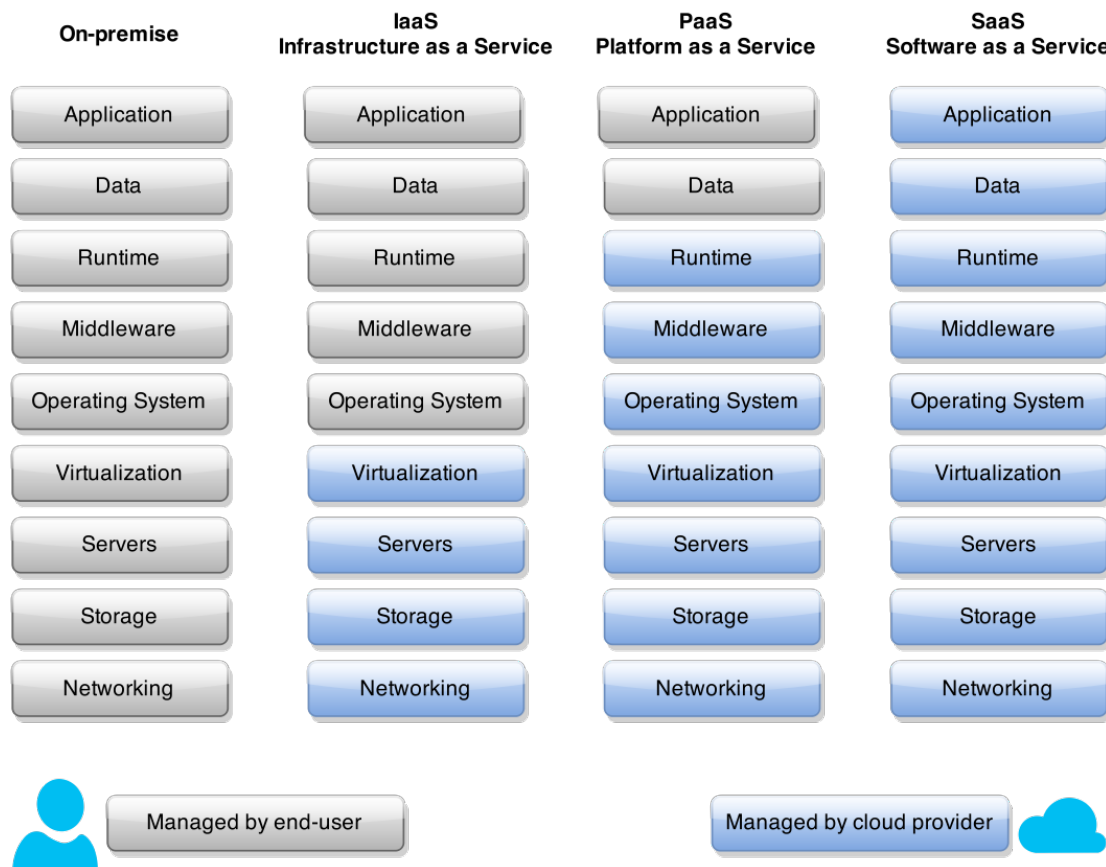 On-premise
IaaS
Infrastructure as a Service
PaaS
Platform as a Service
SaaS
Software as a Service
Application
Application
Application
Application
Data
Data
Data
Data
Runtime
Runtime
Runtime
Runtime
Middleware
Middleware
Middleware
Middleware
Operating System
Operating System
Operating System
Operating System
Virtualization
Virtualization
Virtualization
Virtualization
Servers
Servers
Servers
Servers
Storage
Storage
Storage
Storage
Networking
Networking
Networking
Networking
Managed by end-user
Managed by cloud provider